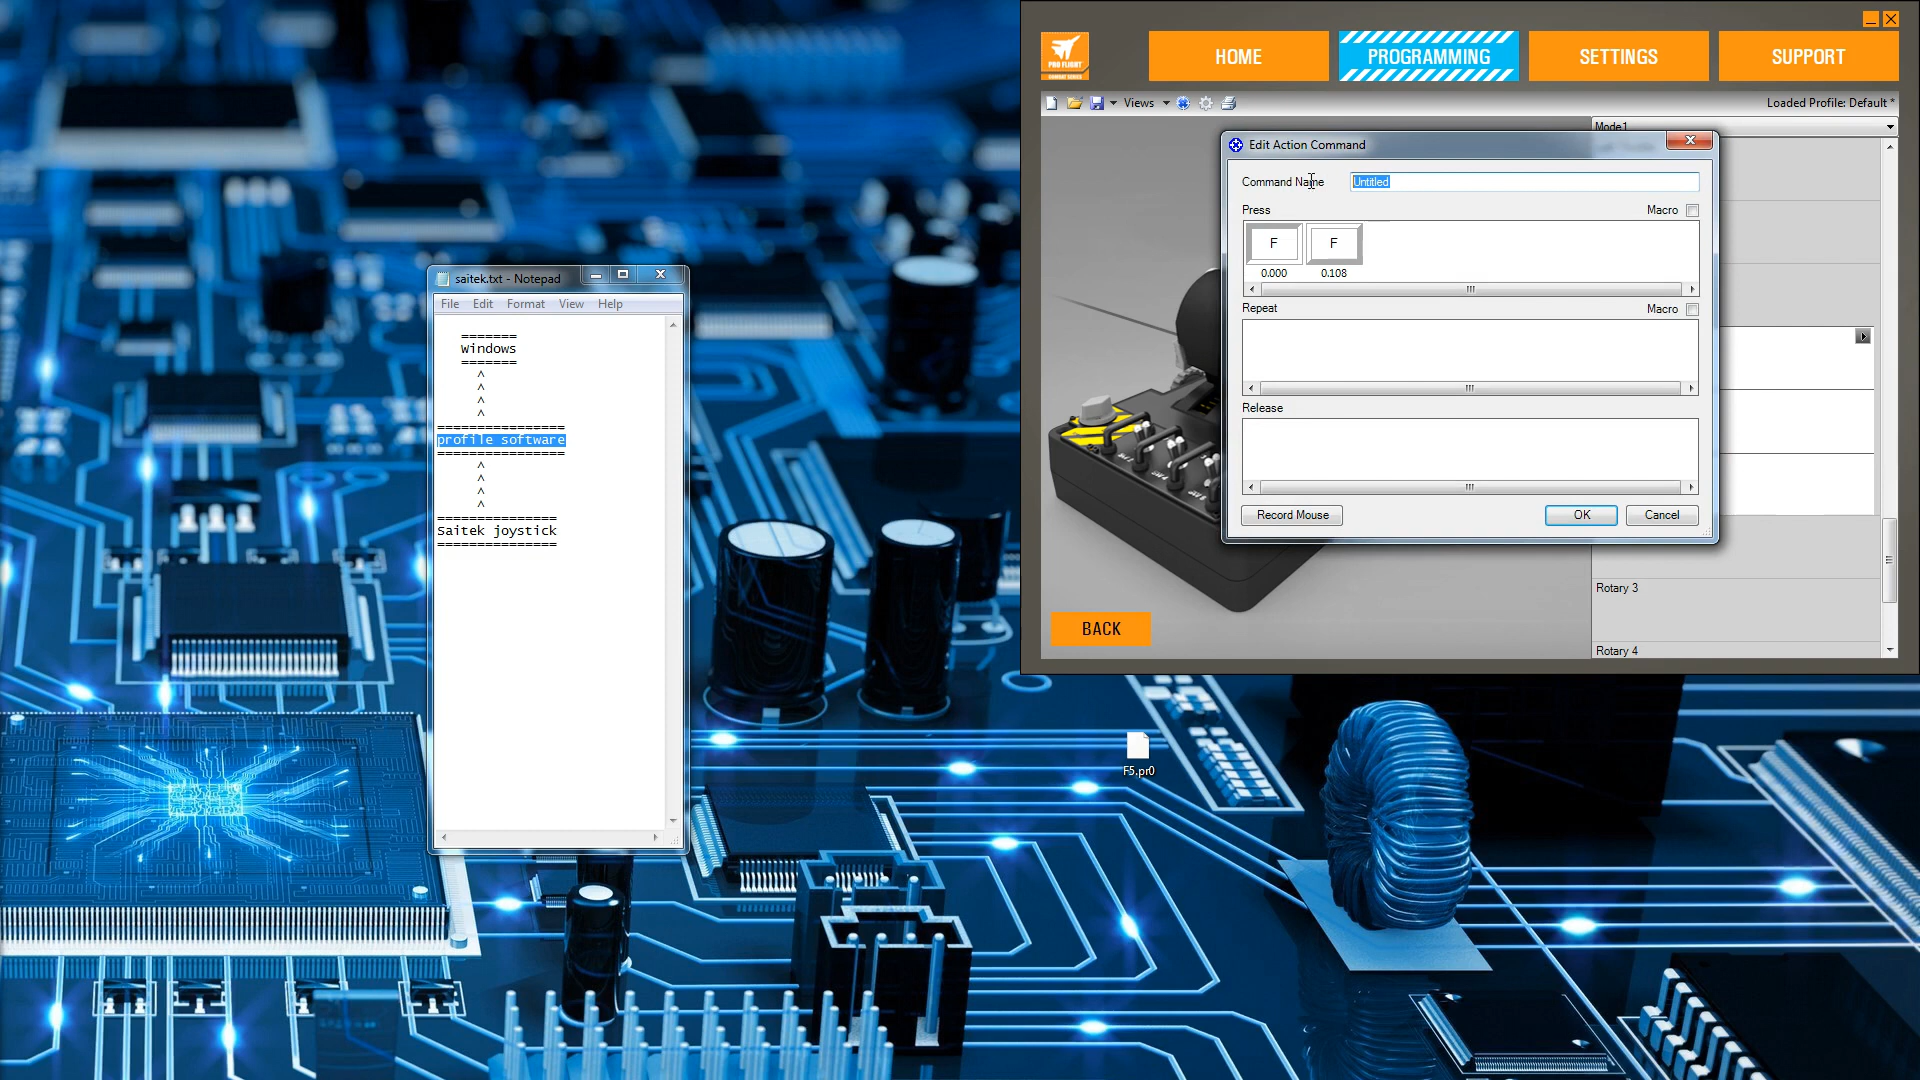 HOME
PROGRAMMING
SETTINGS
SUPPORT
PRO FLIGHT
Views
Loaded Profile: Default *
Mode1
Edit Action Command
Command Name
Untitled
Press
Macro
F
F
0.000
0.108
Repeat
Macro
Release
Record Mouse
OK
Cancel
Rotary 3
Rotary 4
BACK
saitek.txt - Notepad
File Edit Format View Help
=======
Windows
=======
^
^
^
^
================
profile software
================
^
^
^
^
===============
Saitek joystick
===============
F5.pr0